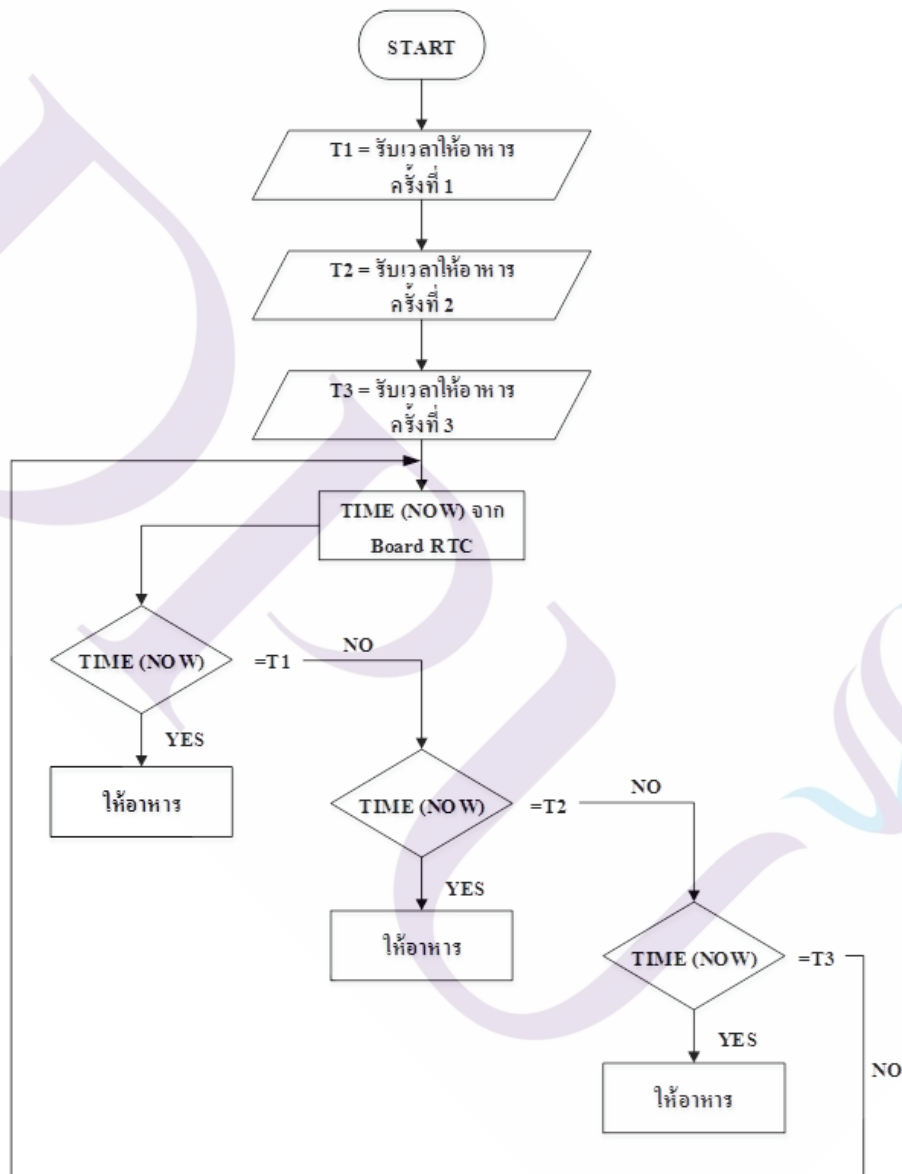 START
T1 = รับเวลาให้อาหาร
ครั้งที่ 1
T2 = รับเวลาให้อาหาร
ครั้งที่ 2
T3 = รับเวลาให้อาหาร
ครั้งที่ 3
TIME (NOW) จาก
Board RTC
TIME (NOW) =T1 NO
YES
ให้อาหาร
TIME (NOW) =T2 NO
YES
ให้อาหาร
TIME (NOW) =T3
YES
NO
ให้อาหาร